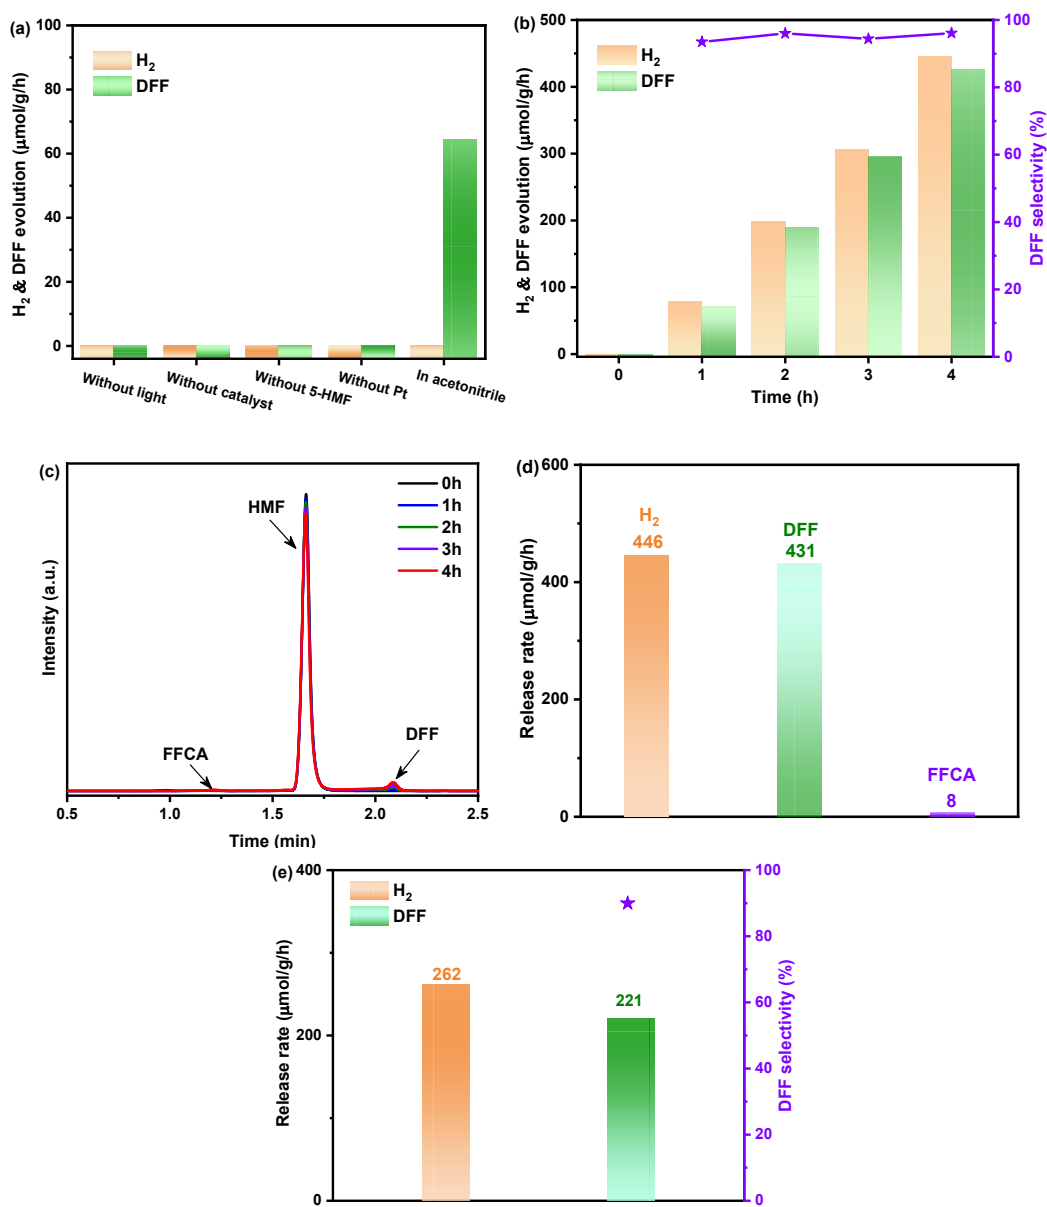 (a)
H2
DFF
H2 & DFF evolution (μmol/g/h)
100
80
60
40
20
0
Without light
Without catalyst
Without 5-HMF
Without Pt
In acetonitrile
(b)
H2
DFF
H2 & DFF evolution (μmol/g/h)
500
400
300
200
100
0
0 1 2 3 4
Time (h)
100
80
60
40
20
0
DFF selectivity (%)
(c)
HMF
FFCA
DFF
0h
1h
2h
3h
4h
Intensity (a.u.)
0.5 1.0 1.5 2.0 2.5
Time (min)
(d)
Release rate (μmol/g/h)
600
400
200
0
H2
446
DFF
431
FFCA
8
(e)
H2
DFF
Release rate (μmol/g/h)
400
200
0
262
221
100
80
60
40
20
0
DFF selectivity (%)